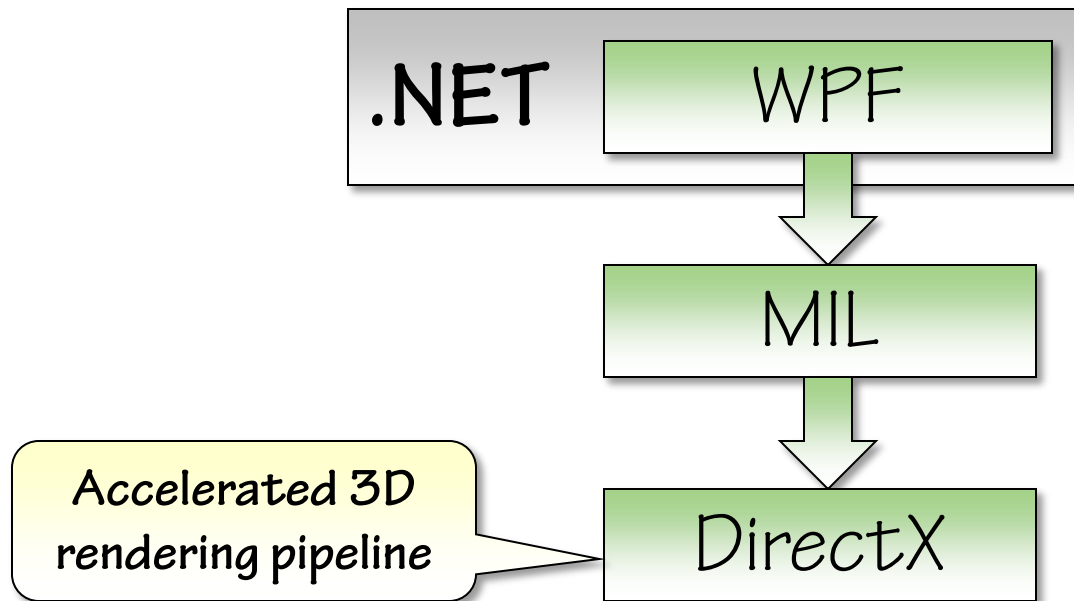 .NET
WPF
MIL
Accelerated 3D
rendering pipeline
DirectX